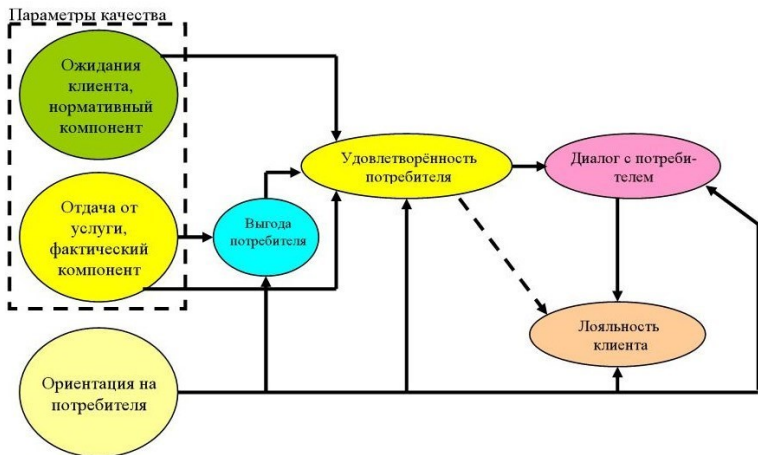 Параметры качества
Ожидания
клиента,
нормативный
компонент
Удовлетворённость
потребителя
Диалог с потреби-
телем
Отдача от
услуги,
фактический
компонент
Выгода
потребителя
Лояльность
клиента
Ориентация на
потребителя